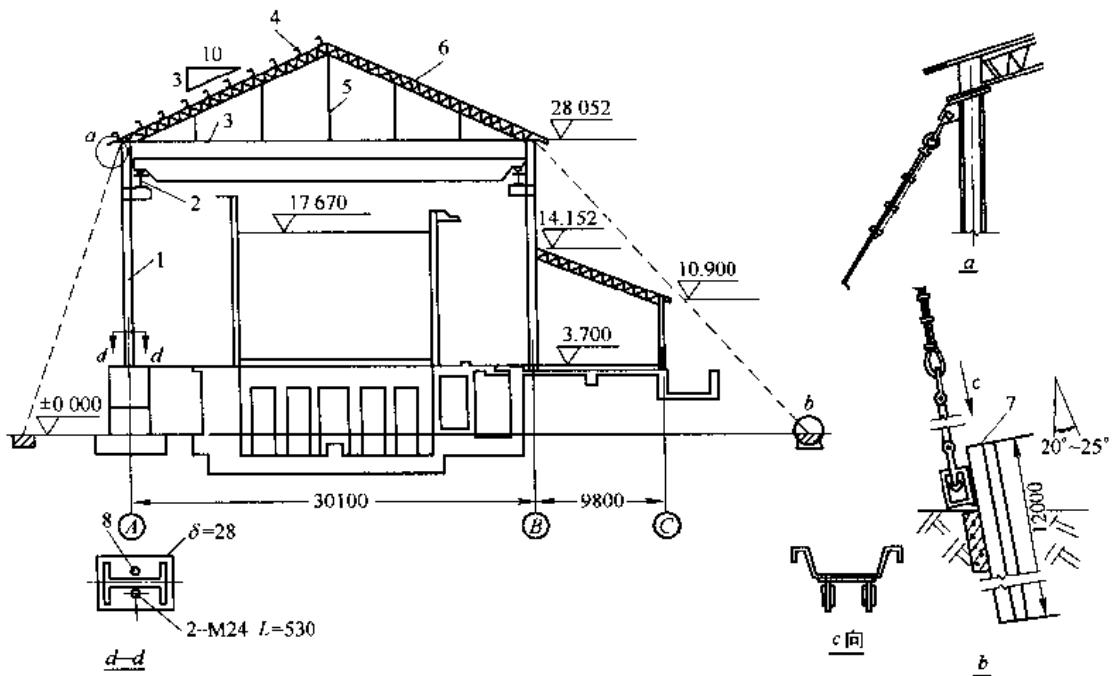 4
10
3
6
5
a
3
28 052
2
17 670
14.152
1
10.900
d
d
3.700
±0 000
b
30100
9800
A
B
C
8
δ=28
2--M24 L=530
d—d
a
c
7
20°~25°
12000
c向
b